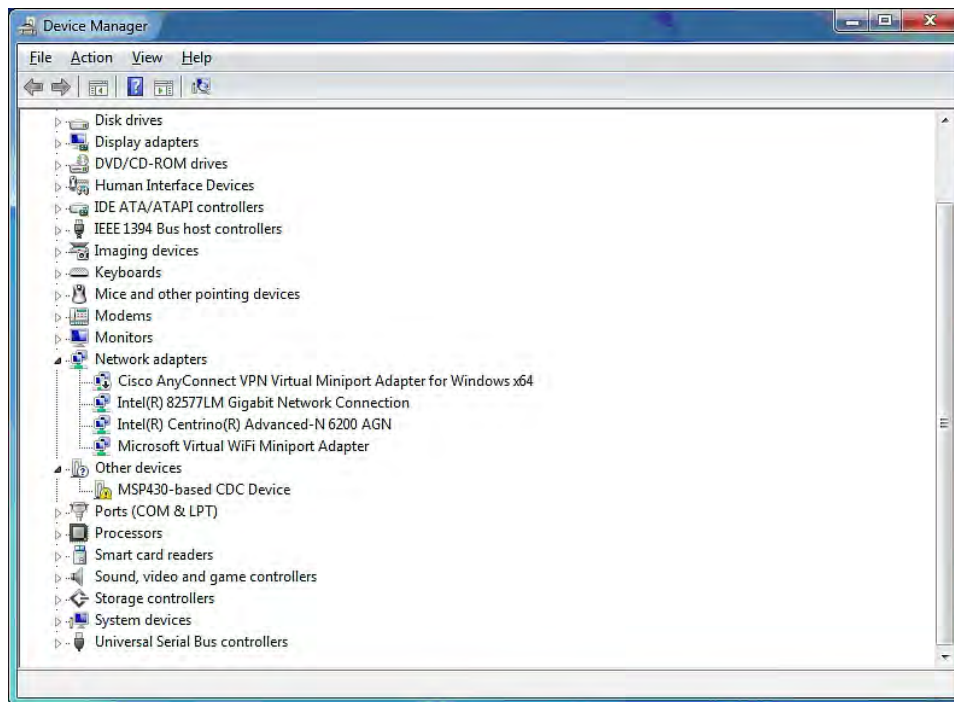 Device Manager
File Action View Help
Disk drives
Display adapters
DVD/CD-ROM drives
Human Interface Devices
IDE ATA/ATAPI controllers
IEEE 1394 Bus host controllers
Imaging devices
Keyboards
Mice and other pointing devices
Modems
Monitors
Network adapters
Cisco AnyConnect VPN Virtual Miniport Adapter for Windows x64
Intel(R) 82577LM Gigabit Network Connection
Intel(R) Centrino(R) Advanced-N 6200 AGN
Microsoft Virtual WiFi Miniport Adapter
Other devices
MSP430-based CDC Device
Ports (COM & LPT)
Processors
Smart card readers
Sound, video and game controllers
Storage controllers
System devices
Universal Serial Bus controllers